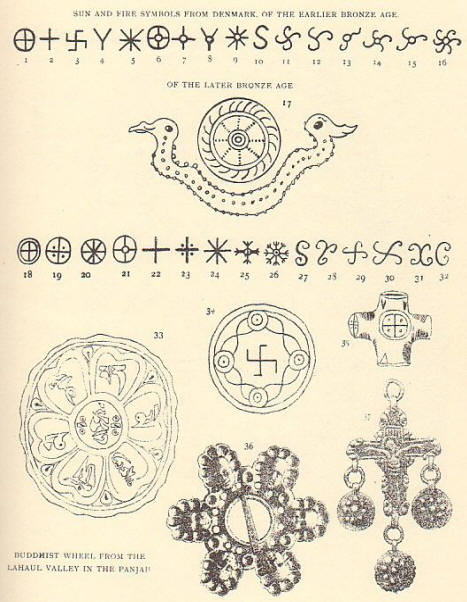 SUN AND FIRE SYMBOLS FROM DENMARK, OF THE EARLIER BRONZE AGE.
1 2 3 4 5 6 7 8 9 10 11 12 13 14 15 16
OF THE LATER BRONZE AGE
17
18 19 20 21 22 23 24 25 26 27 28 29 30 31 32
33
34
36
BUDDHIST WHEEL FROM THE
LAHAUL VALLEY IN THE PANJAB